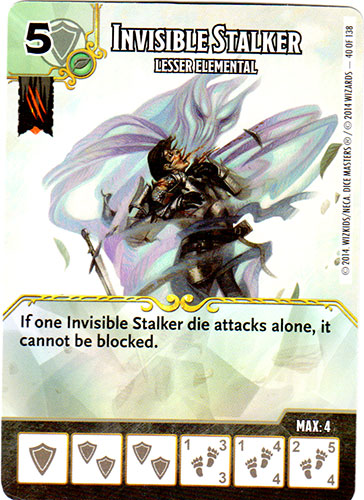 5
INVISIBLE STALKER
LESSER ELEMENTAL
© 2014. WIZKIDS/NECA. DICE MASTERS ® / © 2014 WIZARDS — 40 OF 138
If one Invisible Stalker die attacks alone, it
cannot be blocked.
MAX: 4
1 3
3
1 4
4
2 5
5